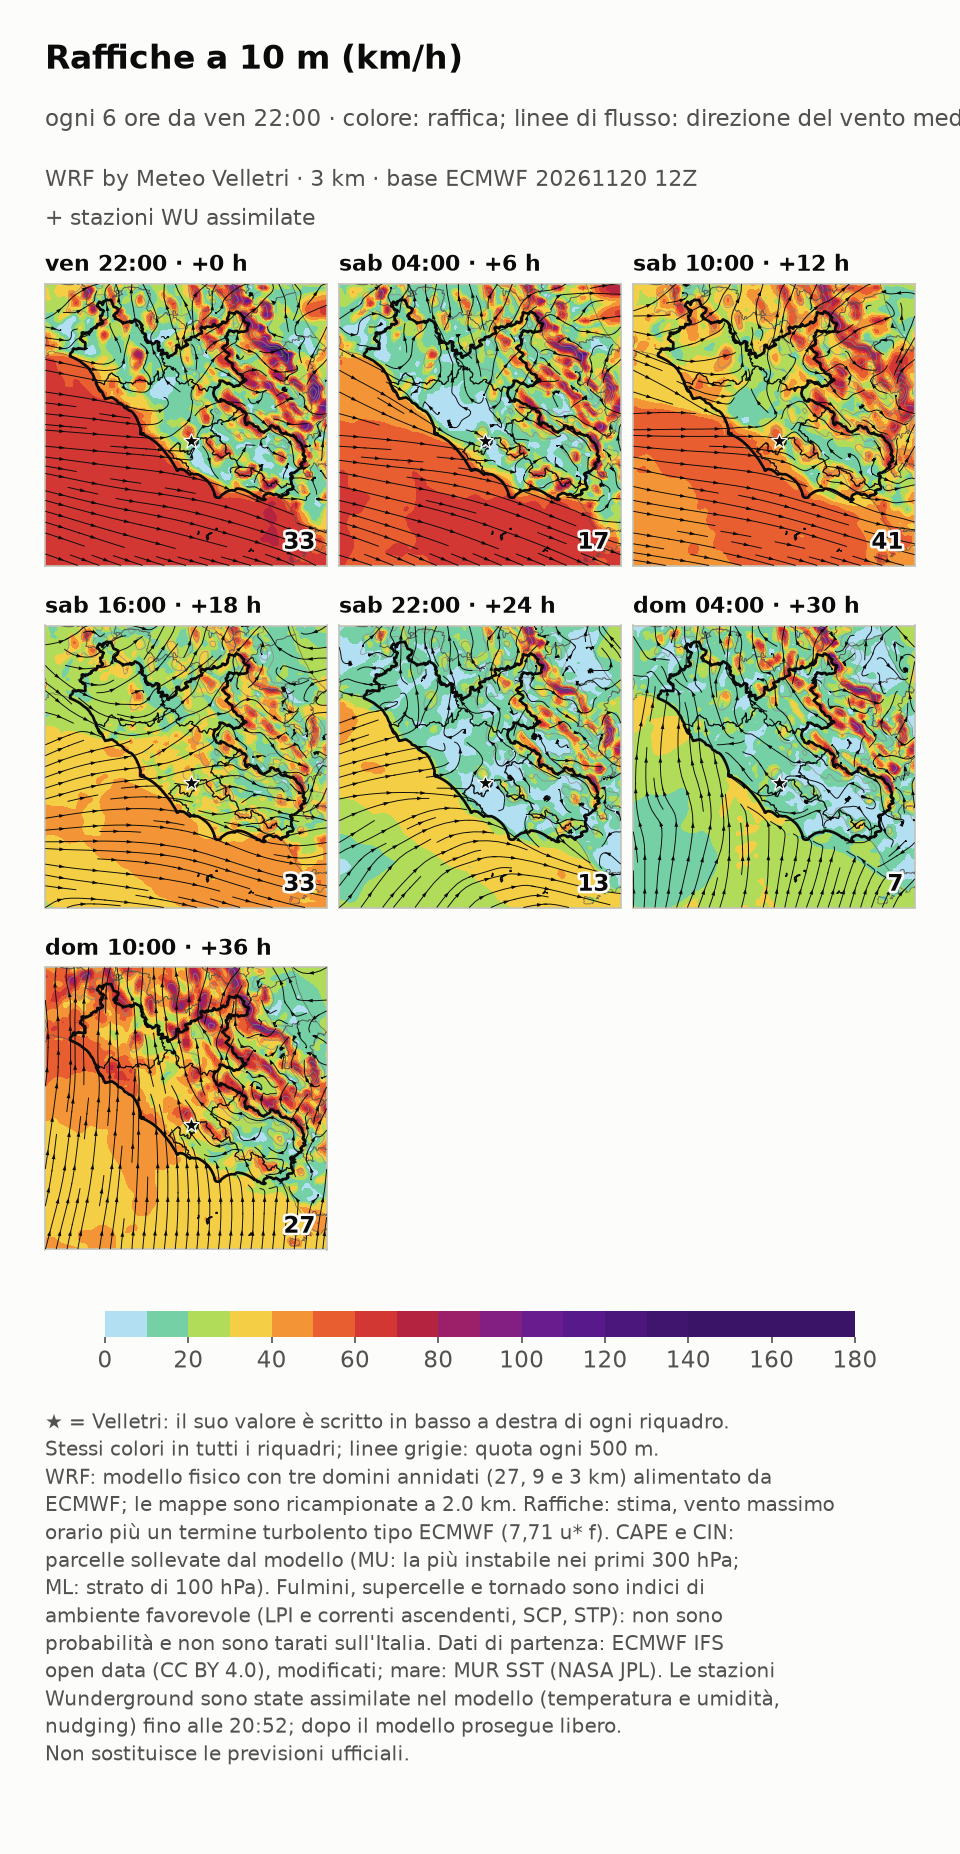 Raffiche a 10 m (km/h)
ogni 6 ore da ven 22:00 · colore: raffica; linee di flusso: direzione del vento med
WRF by Meteo Velletri · 3 km · base ECMWF 20261120 12Z
+ stazioni WU assimilate
ven 22:00 · +0 h
sab 04:00 · +6 h
sab 10:00 · +12 h
33
17
41
sab 16:00 · +18 h
sab 22:00 · +24 h
dom 04:00 · +30 h
33
13
7
dom 10:00 · +36 h
27
0 20 40 60 80 100 120 140 160 180
★ = Velletri: il suo valore è scritto in basso a destra di ogni riquadro.
Stessi colori in tutti i riquadri; linee grigie: quota ogni 500 m.
WRF: modello fisico con tre domini annidati (27, 9 e 3 km) alimentato da
ECMWF; le mappe sono ricampionate a 2.0 km. Raffiche: stima, vento massimo
orario più un termine turbolento tipo ECMWF (7,71 u* f). CAPE e CIN:
parcelle sollevate dal modello (MU: la più instabile nei primi 300 hPa;
ML: strato di 100 hPa). Fulmini, supercelle e tornado sono indici di
ambiente favorevole (LPI e correnti ascendenti, SCP, STP): non sono
probabilità e non sono tarati sull'Italia. Dati di partenza: ECMWF IFS
open data (CC BY 4.0), modificati; mare: MUR SST (NASA JPL). Le stazioni
Wunderground sono state assimilate nel modello (temperatura e umidità,
nudging) fino alle 20:52; dopo il modello prosegue libero.
Non sostituisce le previsioni ufficiali.